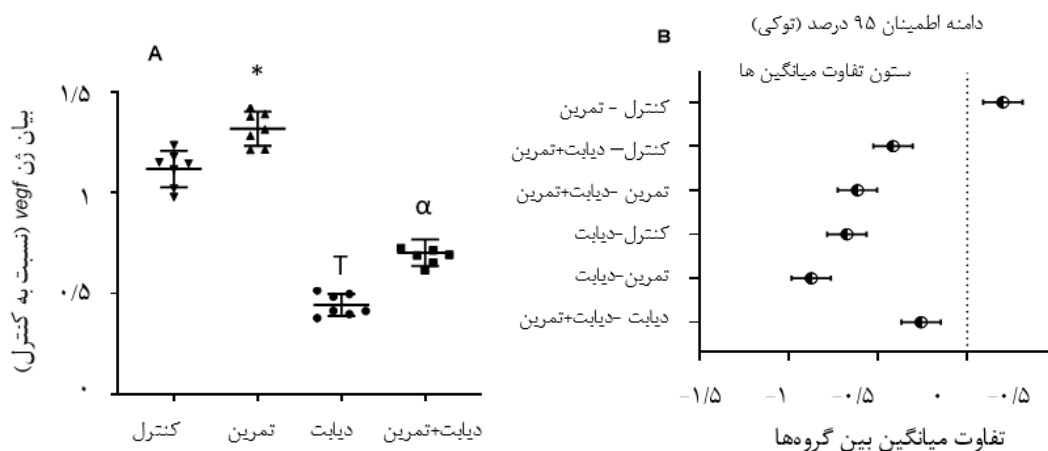 A
*
۱/۵
۱
۰/۵
۰
بیان ژن vegf (نسبت به کنترل)
T
α
کنترل
تمرین
دیابت
دیابت+تمرین
B
دامنه اطمینان ۹۵ درصد (توکی)
ستون تفاوت میانگین ها
کنترل - تمرین
کنترل— دیابت+تمرین
تمرین -دیابت+تمرین
کنترل-دیابت
تمرین-دیابت
دیابت -دیابت+تمرین
−۱/۵
−۱
−۰/۵
۰
−۰/۵
تفاوت میانگین بین گروه‌ها